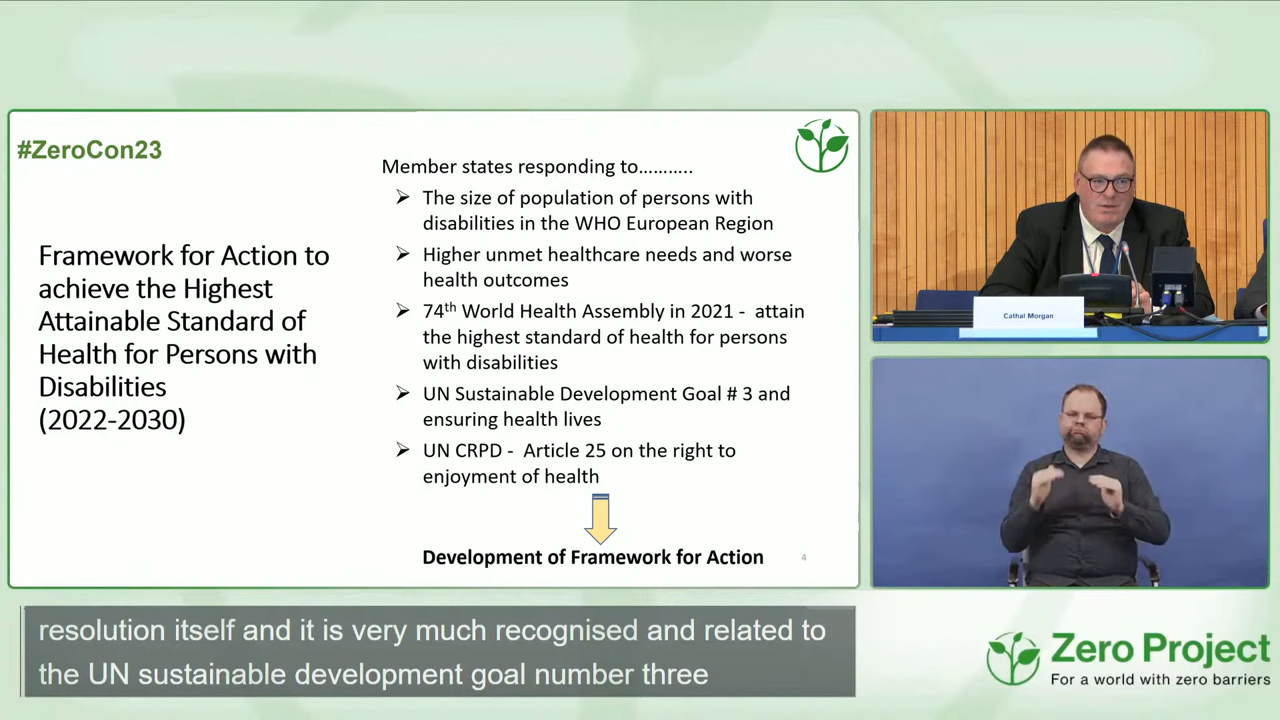 #ZeroCon23
Framework for Action to
achieve the Highest
Attainable Standard of
Health for Persons with
Disabilities
(2022-2030)
Member states responding to...........
➢ The size of population of persons with
disabilities in the WHO European Region
➢ Higher unmet healthcare needs and worse
health outcomes
➢ 74th World Health Assembly in 2021 - attain
the highest standard of health for persons
with disabilities
➢ UN Sustainable Development Goal # 3 and
ensuring health lives
➢ UN CRPD - Article 25 on the right to
enjoyment of health
Development of Framework for Action
4
Cathal Morgan
resolution itself and it is very much recognised and related to
the UN sustainable development goal number three
Zero Project
For a world with zero barriers